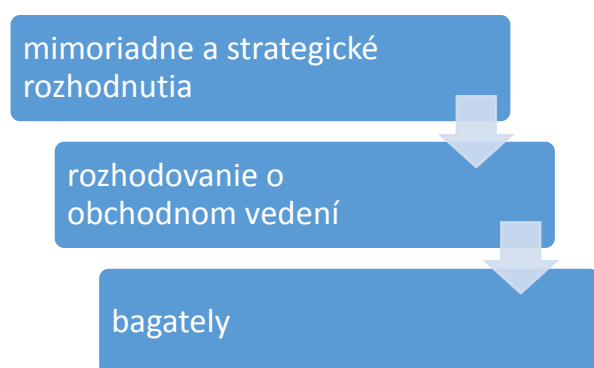 mimoriadne a strategické
rozhodnutia
rozhodovanie o
obchodnom vedení
bagately